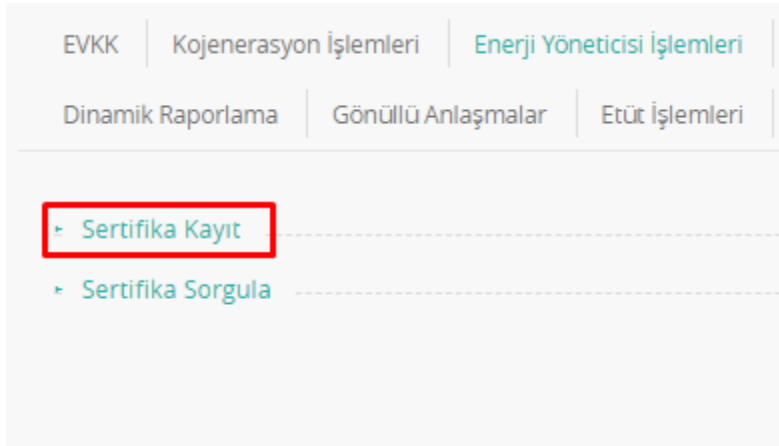 EVKK Kojenerasyon İşlemleri Enerji Yöneticisi İşlemleri
Dinamik Raporlama Gönüllü Anlaşmalar Etüt İşlemleri
Sertifika Kayıt
Sertifika Sorgula